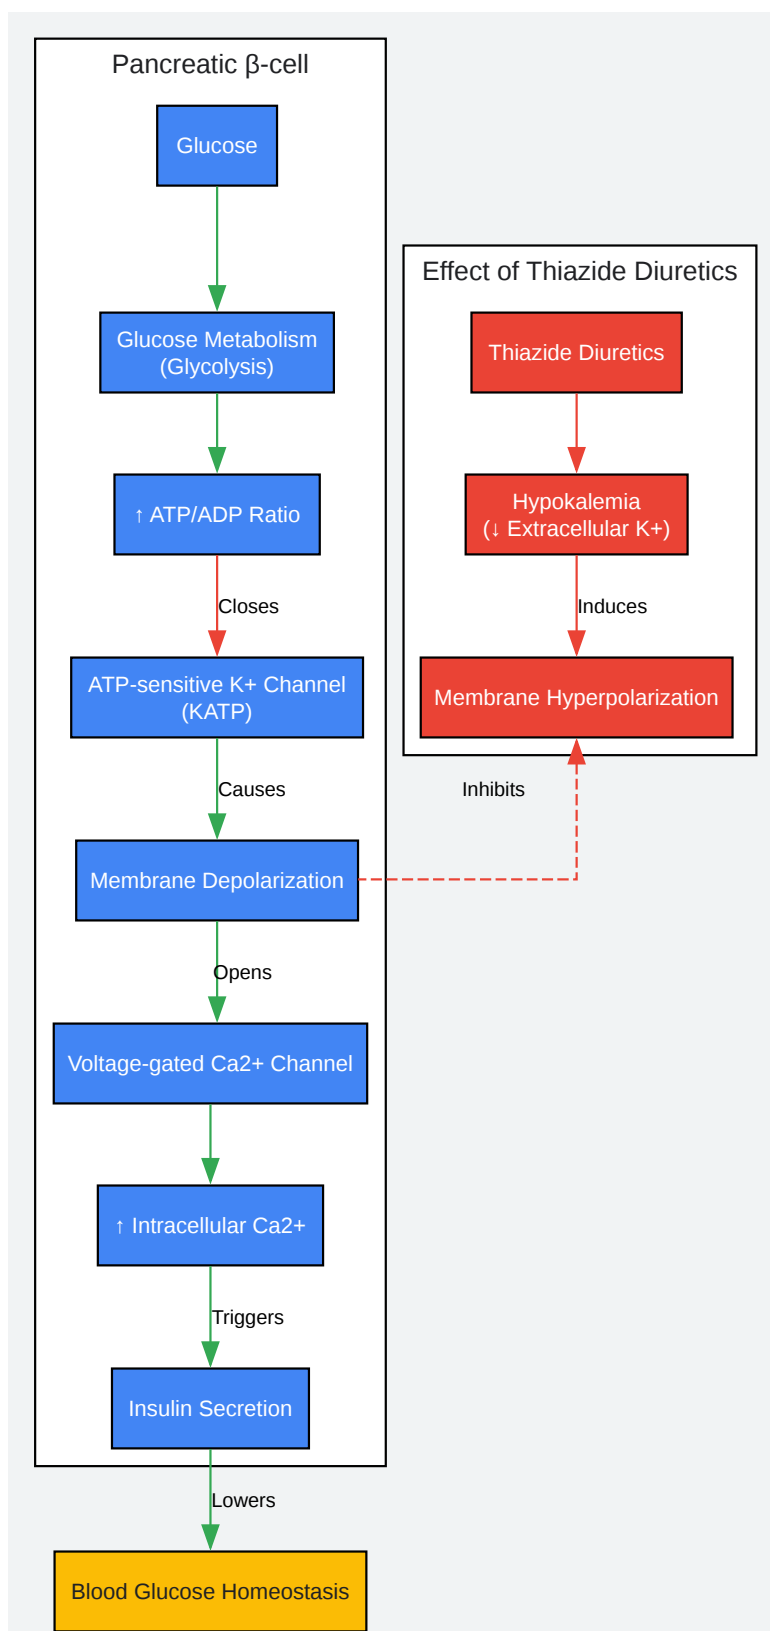 Pancreatic β-cell
Glucose
Glucose Metabolism
(Glycolysis)
↑ ATP/ADP Ratio
Closes
ATP-sensitive K+ Channel
(KATP)
Causes
Membrane Depolarization
Opens
Voltage-gated Ca2+ Channel
↑ Intracellular Ca2+
Triggers
Insulin Secretion
Lowers
Blood Glucose Homeostasis
Effect of Thiazide Diuretics
Thiazide Diuretics
Hypokalemia
(↓ Extracellular K+)
Induces
Membrane Hyperpolarization
Inhibits